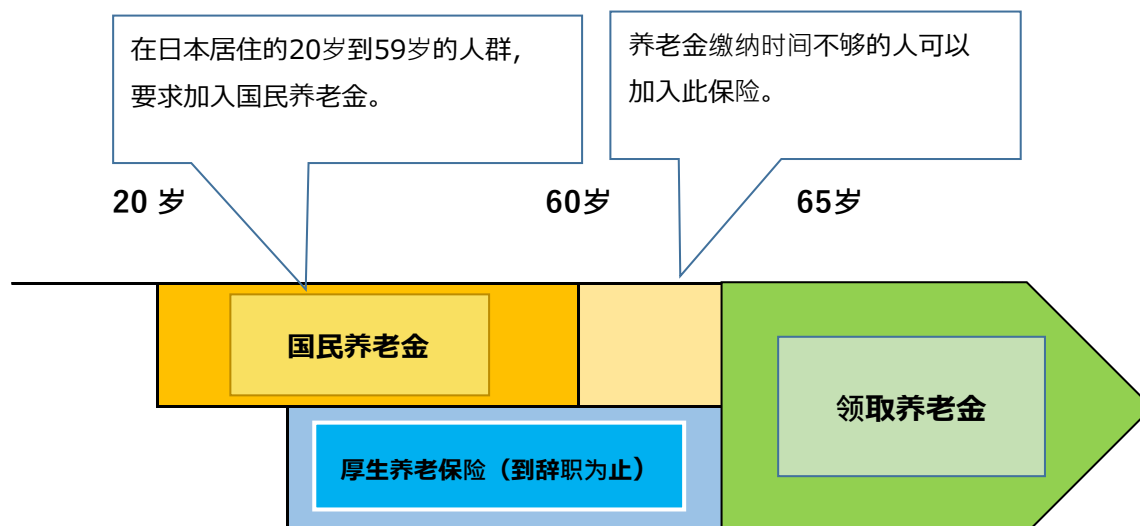 在日本居住的20岁到59岁的人群，
要求加入国民养老金。
养老金缴纳时间不够的人可以
加入此保险。
20 岁
60岁
65岁
国民养老金
领取养老金
厚生养老保险（到辞职为止）